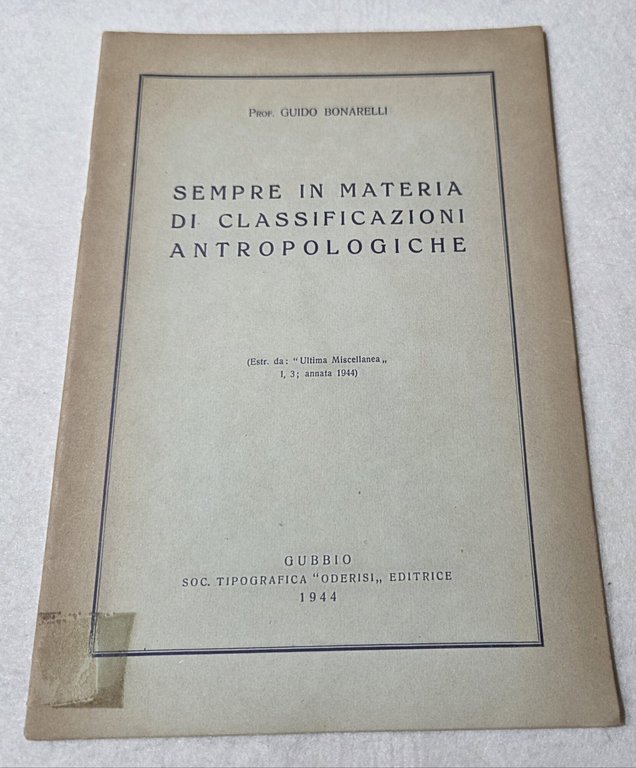 Prof. GUIDO BONARELLI
SEMPRE IN MATERIA
DI CLASSIFICAZIONI
ANTROPOLOGICHE
(Estr. da: "Ultima Miscellanea„
I, 3; annata 1944)
GUBBIO
SOC. TIPOGRAFICA "ODERISI„ EDITRICE
1944